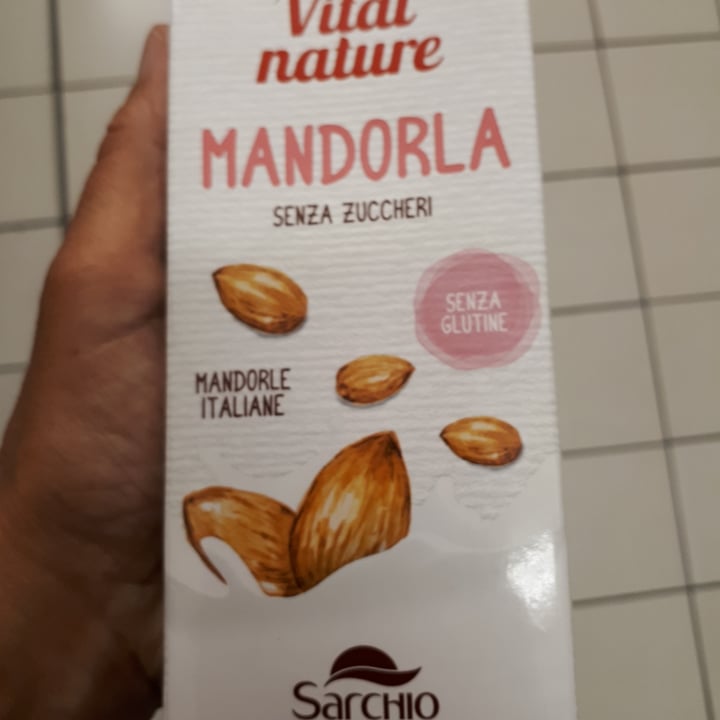 Vital
nature
MANDORLA
SENZA ZUCCHERI
SENZA
GLUTINE
MANDORLE
ITALIANE
Sarchio